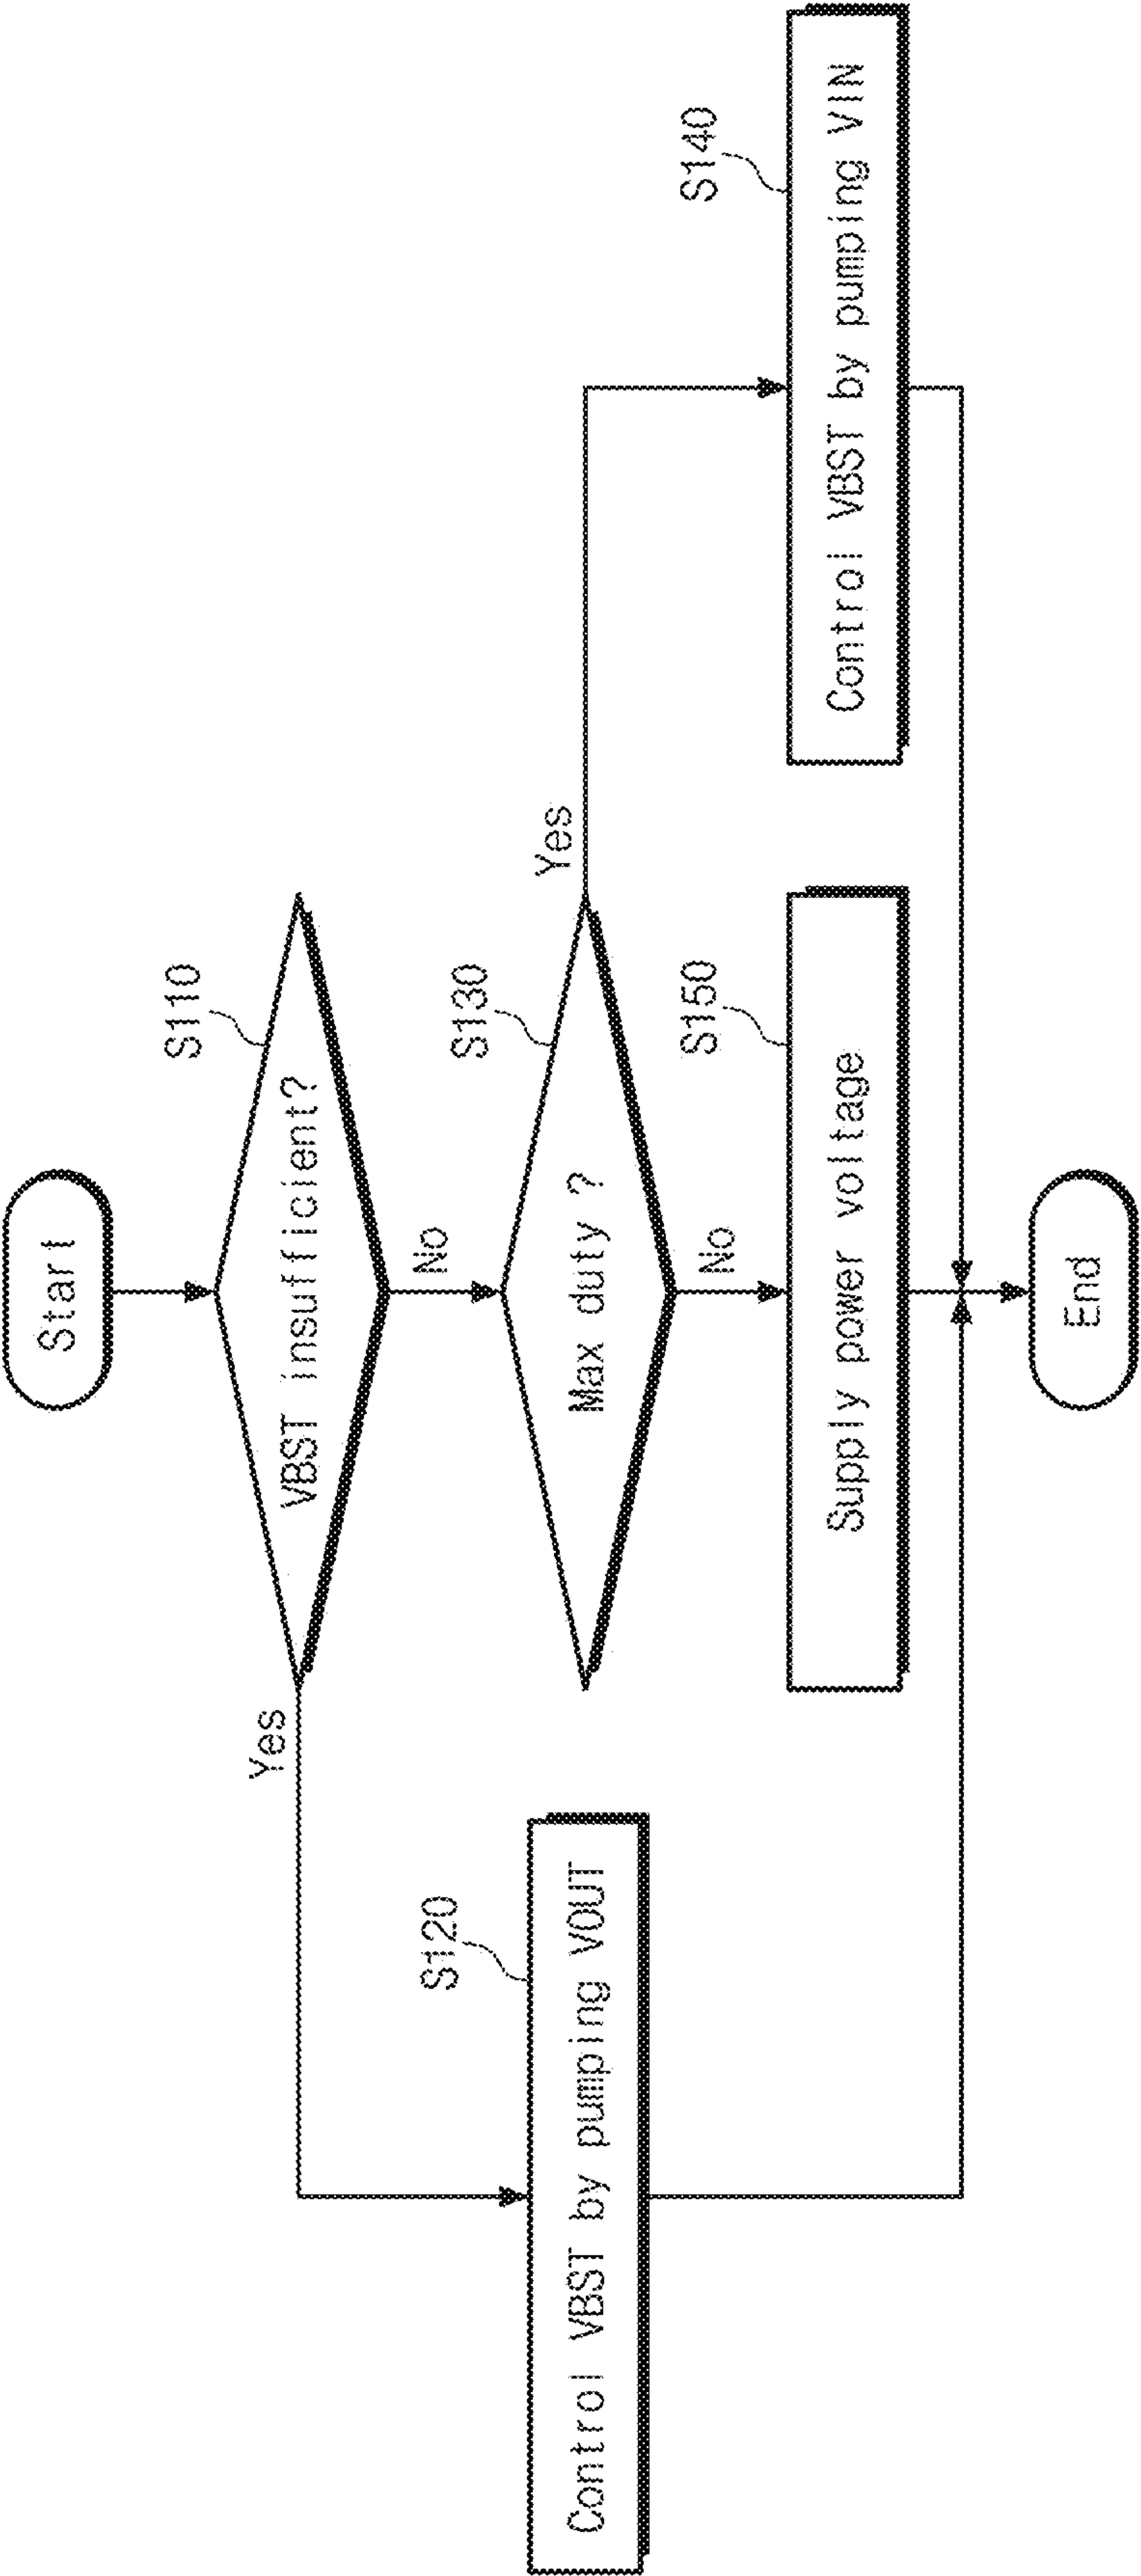 Start
S110
VBST insufficient?
Yes
No
S120
Control VBST by pumping VOUT
S130
Max duty ?
Yes
No
S140
Control VBST by pumping VIN
S150
Supply power voltage
End